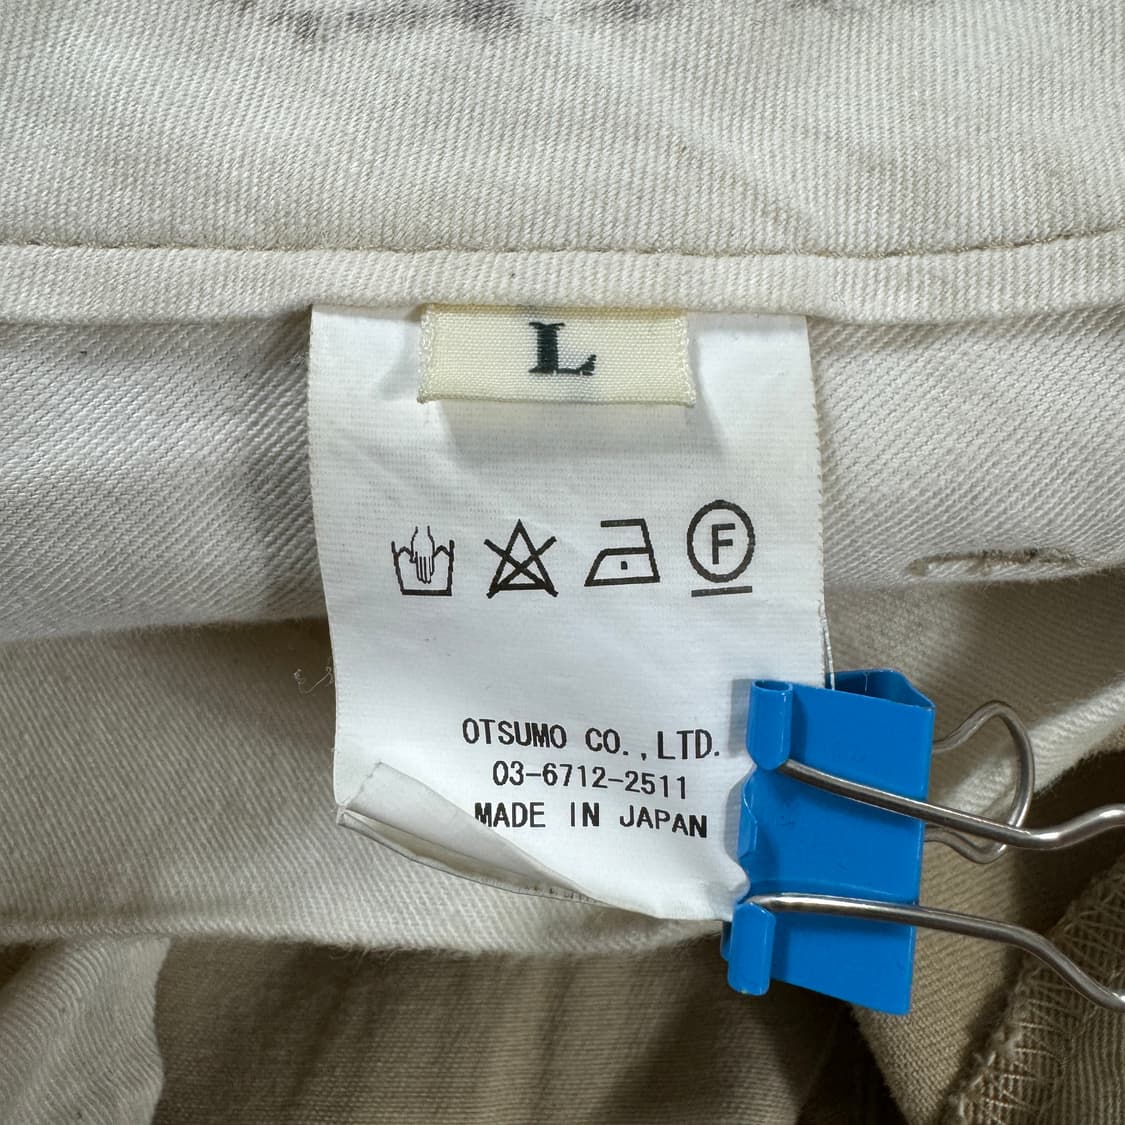 L
F
OTSUMO CO.,LTD.
03-6712-2511
MADE IN JAPAN